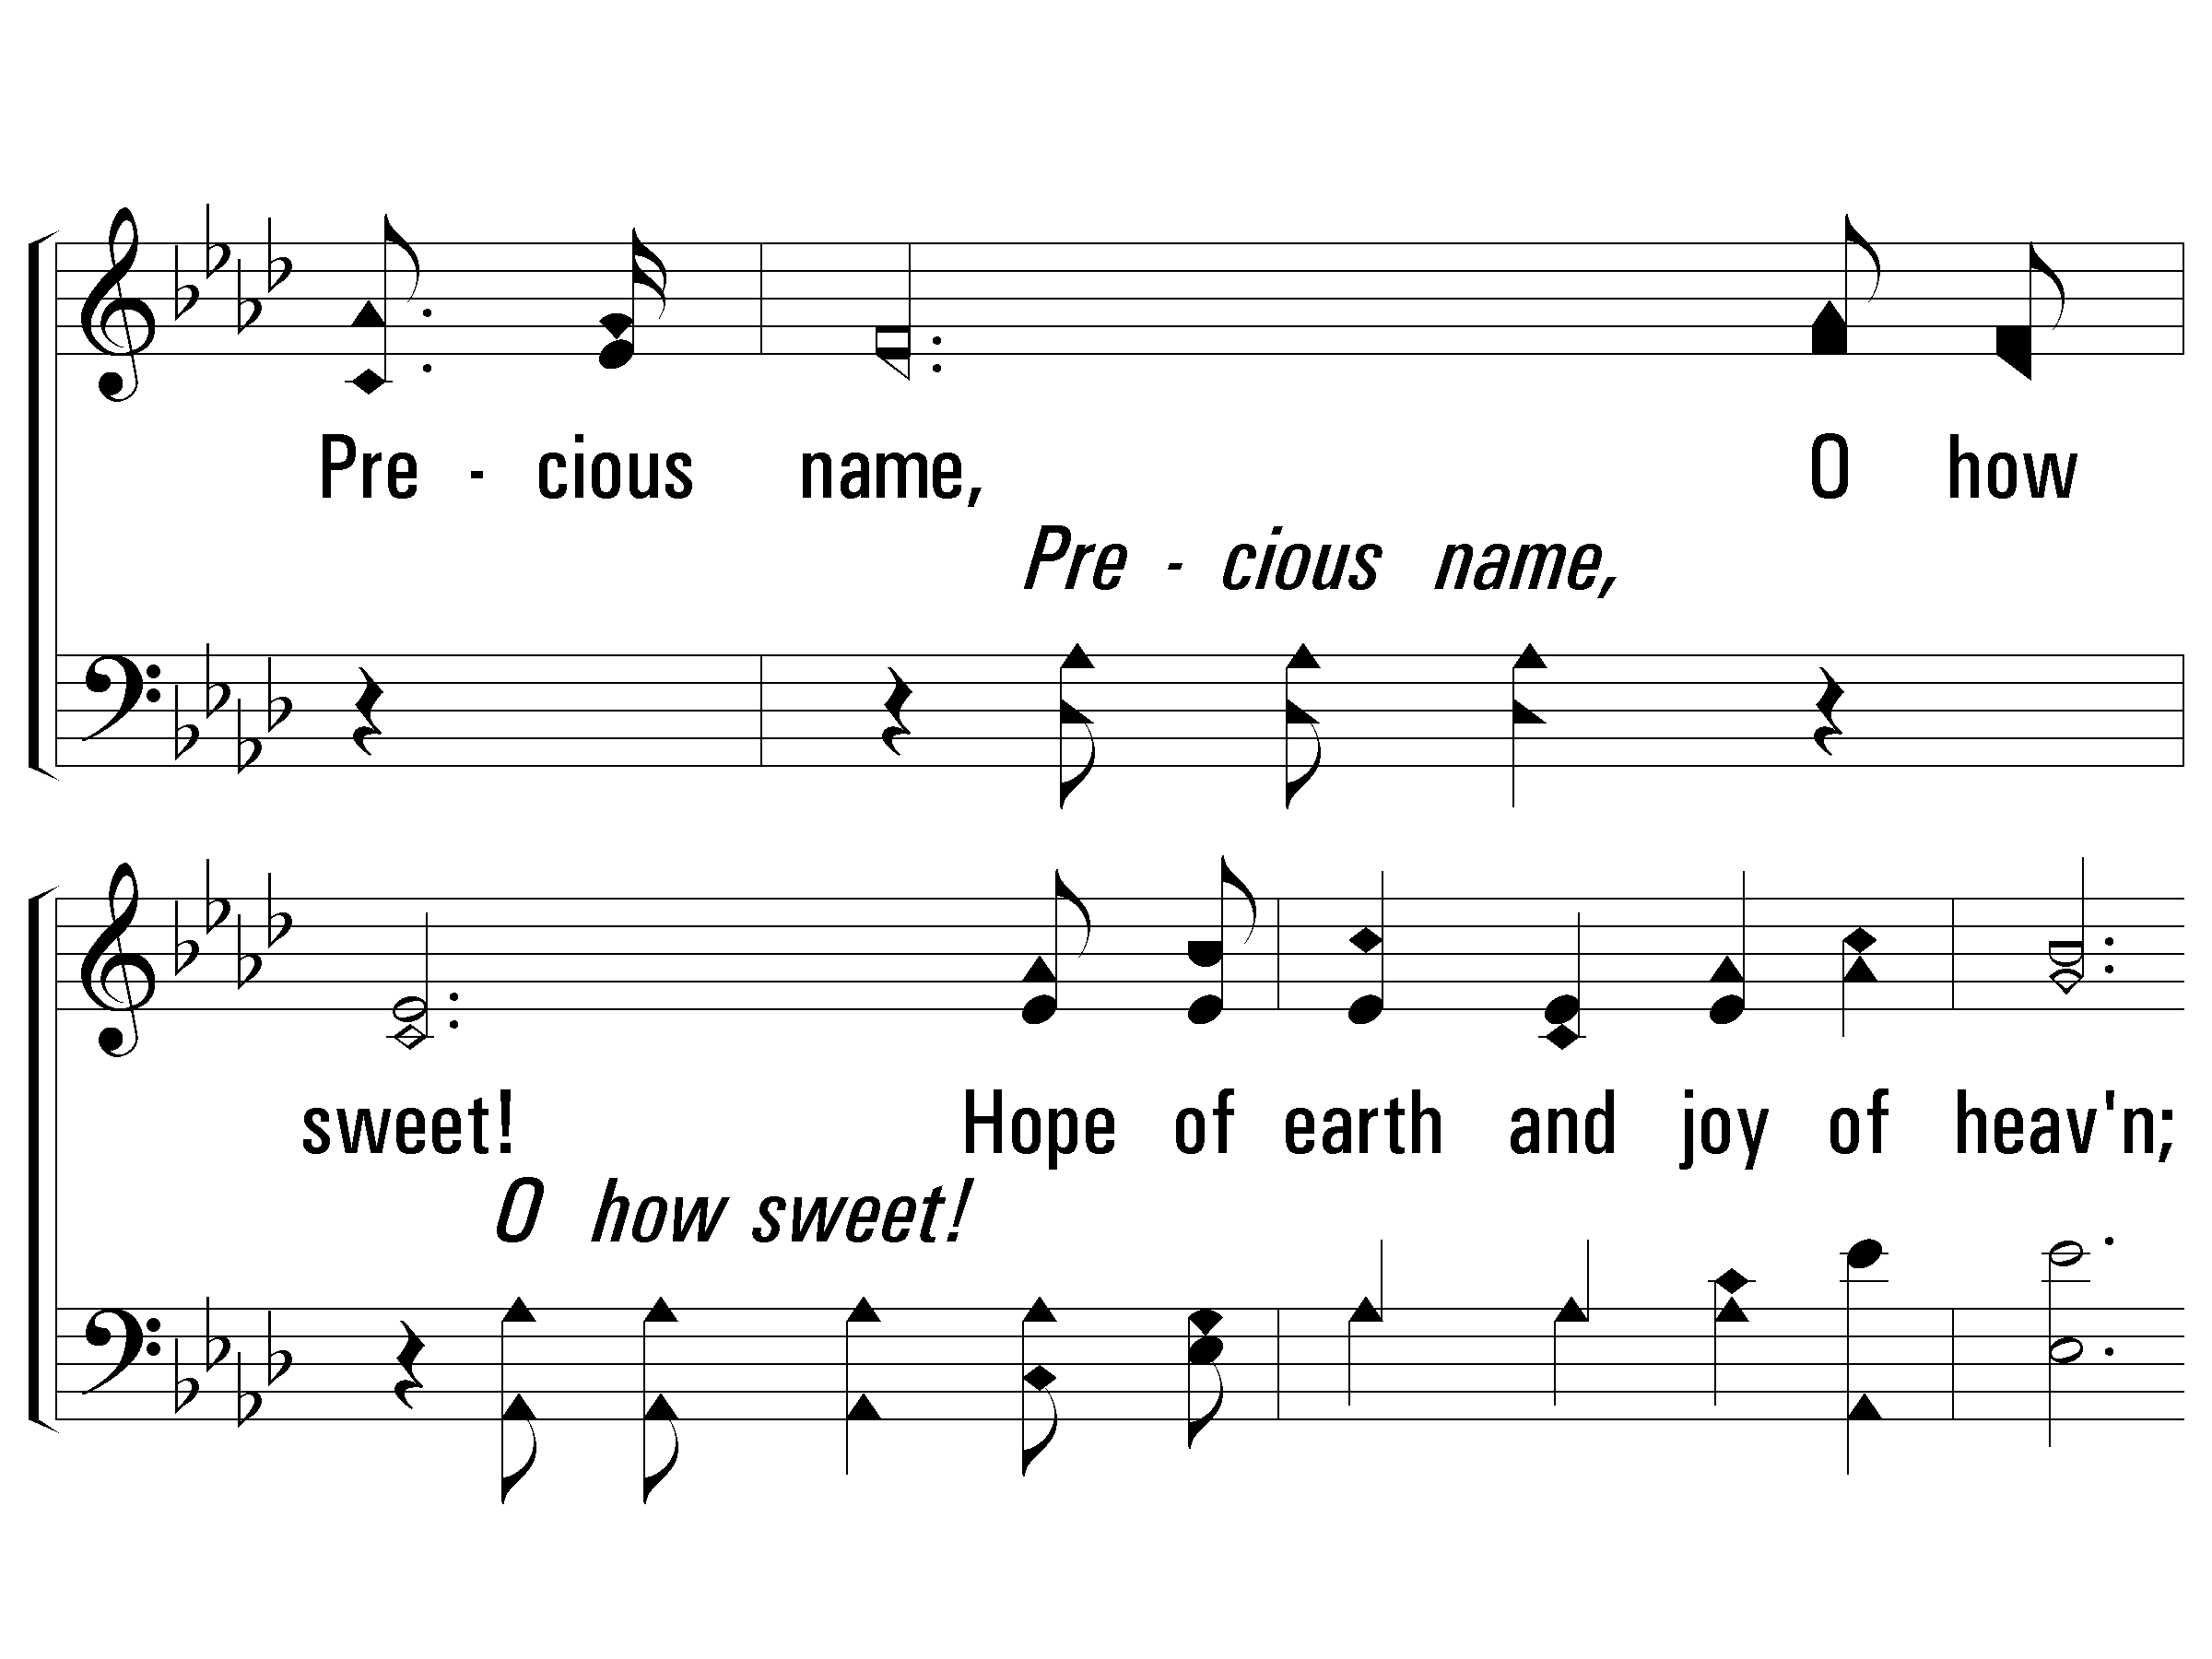 Pre - cious name, O how
Pre - cious name,
sweet! Hope of earth and joy of heav'n;
O how sweet!